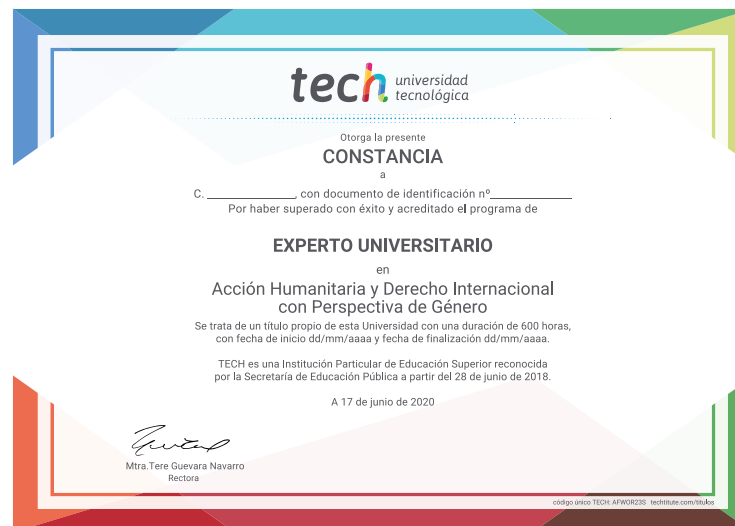 tech universidad
tecnológica
Otorga la presente
CONSTANCIA
a
C. ______________, con documento de identificación nº_____________
Por haber superado con éxito y acreditado el programa de
EXPERTO UNIVERSITARIO
en
Acción Humanitaria y Derecho Internacional
con Perspectiva de Género
Se trata de un título propio de esta Universidad con una duración de 600 horas,
con fecha de inicio dd/mm/aaaa y fecha de finalización dd/mm/aaaa.
TECH es una Institución Particular de Educación Superior reconocida
por la Secretaría de Educación Pública a partir del 28 de junio de 2018.
A 17 de junio de 2020
Mtra.Tere Guevara Navarro
Rectora
código único TECH: AFWOR23S techtitute.com/títulos